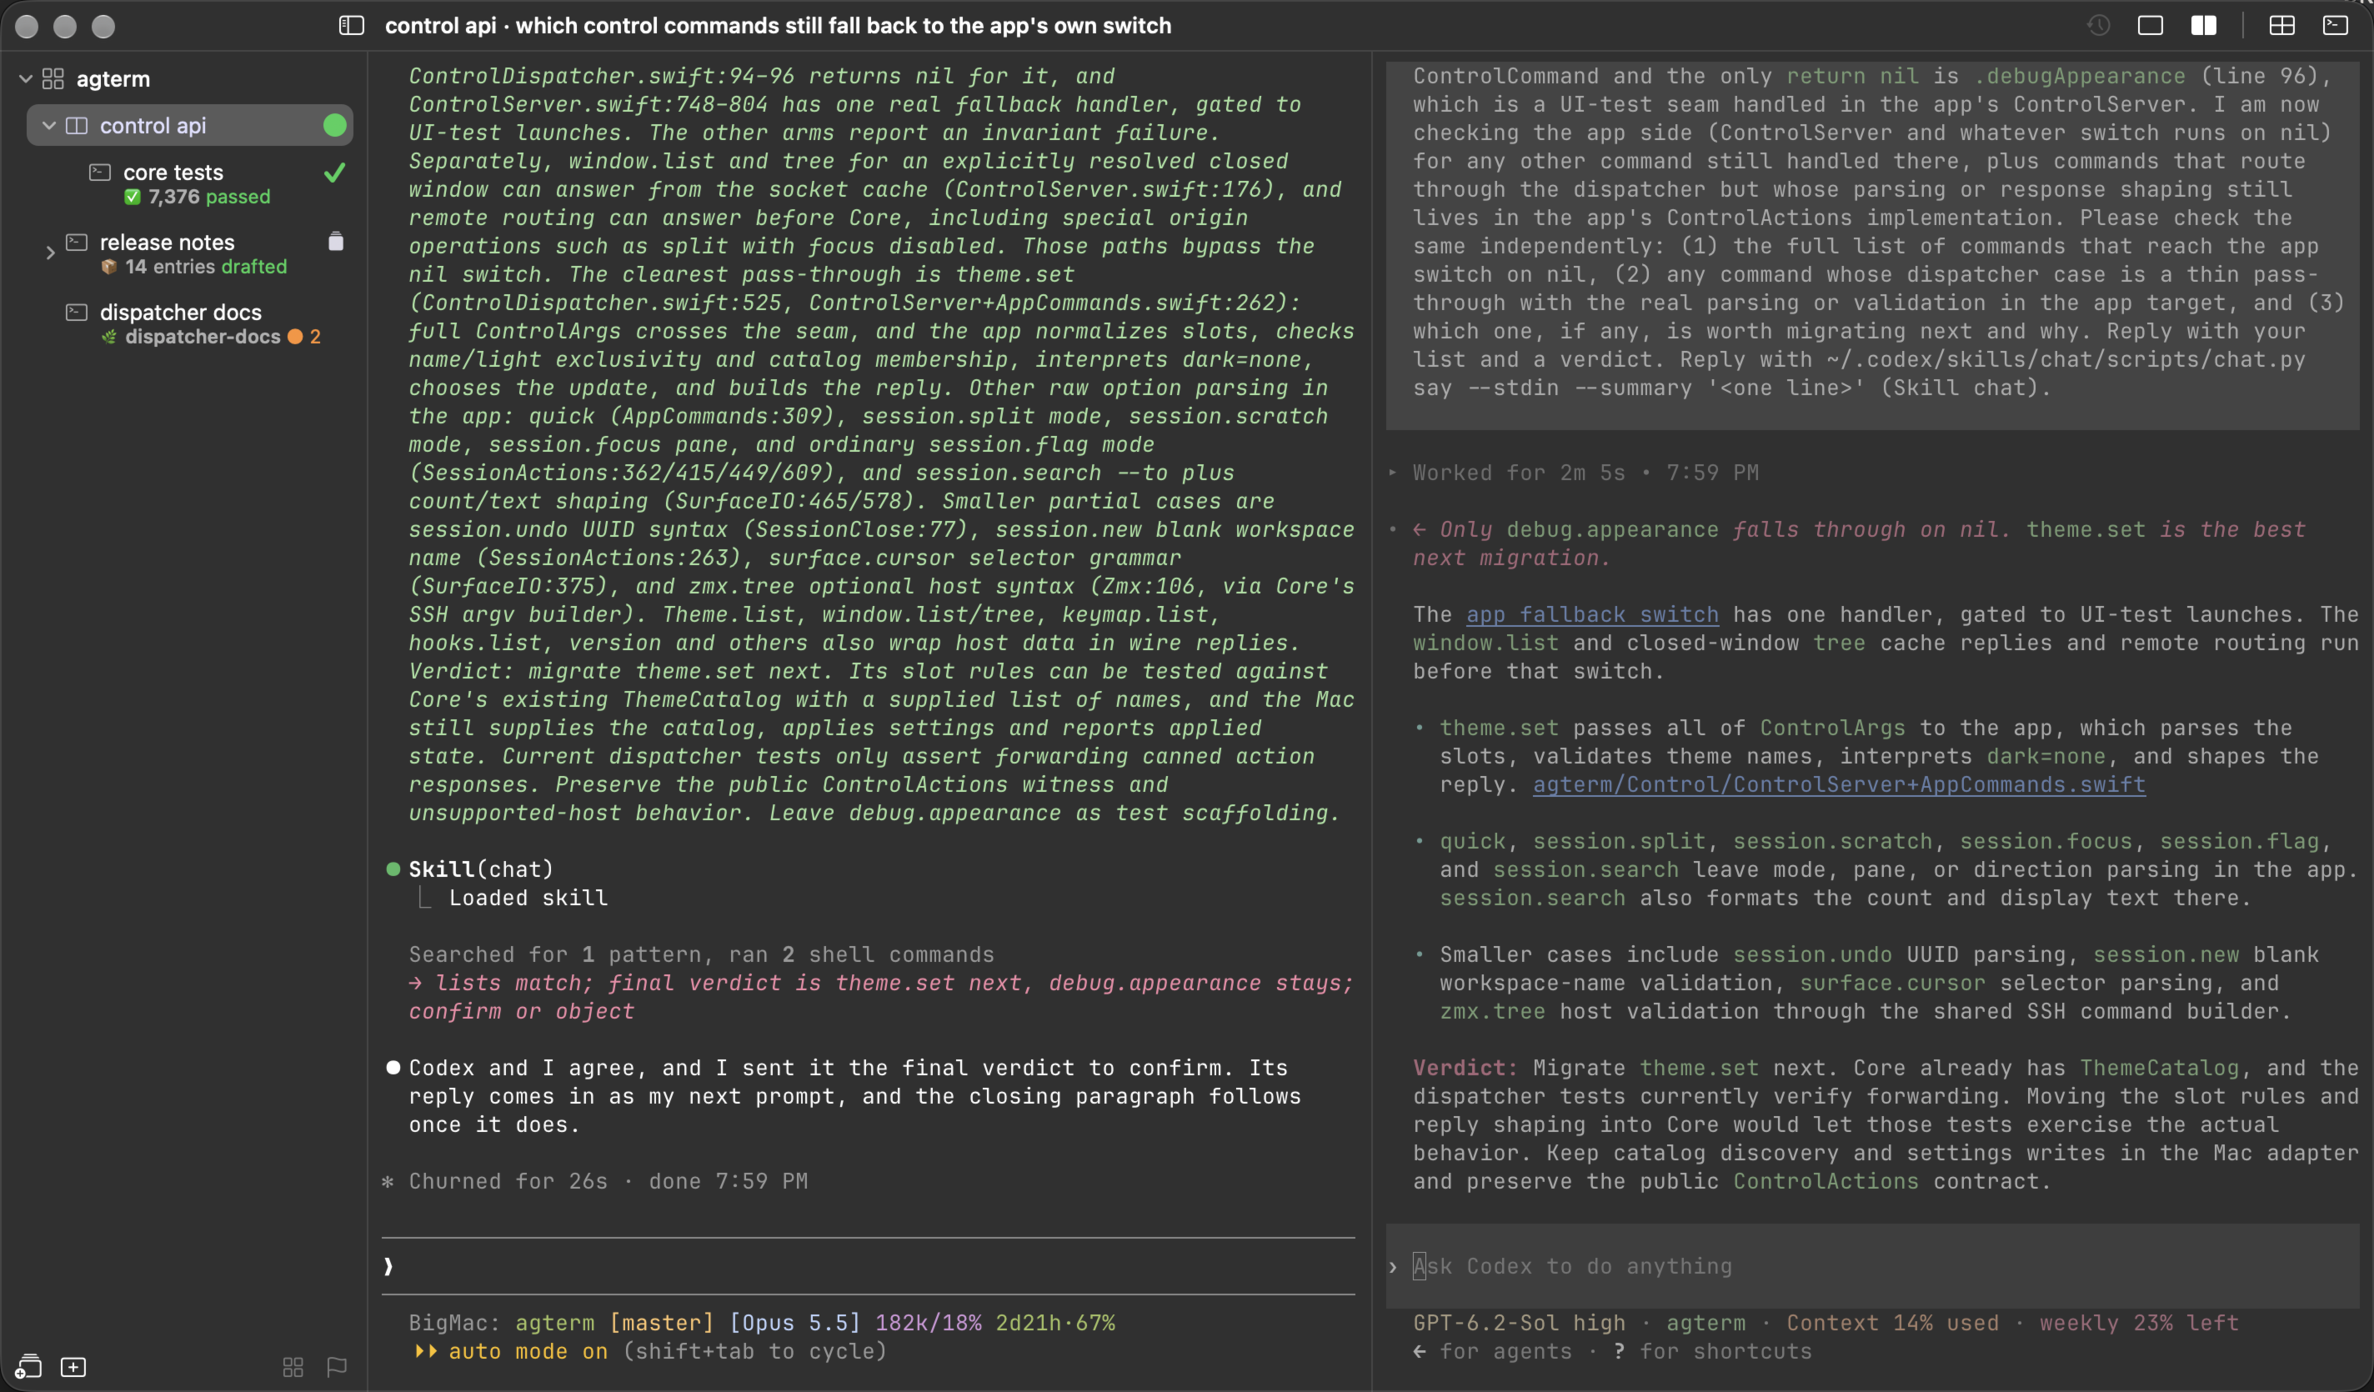 control api · which control commands still fall back to the app's own switch
agterm
control api
core tests
✅ 7,376 passed
release notes
📦 14 entries drafted
dispatcher docs
🌿 dispatcher-docs 🟠 2
ControlDispatcher.swift:94-96 returns nil for it, and
ControlServer.swift:748-804 has one real fallback handler, gated to
UI-test launches. The other arms report an invariant failure.
Separately, window.list and tree for an explicitly resolved closed
window can answer from the socket cache (ControlServer.swift:176), and
remote routing can answer before Core, including special origin
operations such as split with focus disabled. Those paths bypass the
nil switch. The clearest pass-through is theme.set
(ControlDispatcher.swift:525, ControlServer+AppCommands.swift:262):
full ControlArgs crosses the seam, and the app normalizes slots, checks
name/light exclusivity and catalog membership, interprets dark=none,
chooses the update, and builds the reply. Other raw option parsing in
the app: quick (AppCommands:309), session.split mode, session.scratch
mode, session.focus pane, and ordinary session.flag mode
(SessionActions:362/415/449/609), and session.search --to plus
count/text shaping (SurfaceIO:465/578). Smaller partial cases are
session.undo UUID syntax (SessionClose:77), session.new blank workspace
name (SessionActions:263), surface.cursor selector grammar
(SurfaceIO:375), and zmx.tree optional host syntax (Zmx:106, via Core's
SSH argv builder). Theme.list, window.list/tree, keymap.list,
hooks.list, version and others also wrap host data in wire replies.
Verdict: migrate theme.set next. Its slot rules can be tested against
Core's existing ThemeCatalog with a supplied list of names, and the Mac
still supplies the catalog, applies settings and reports applied
state. Current dispatcher tests only assert forwarding canned action
responses. Preserve the public ControlActions witness and
unsupported-host behavior. Leave debug.appearance as test scaffolding.
● Skill(chat)
⎿ Loaded skill
Searched for 1 pattern, ran 2 shell commands
→ lists match; final verdict is theme.set next, debug.appearance stays;
confirm or object
● Codex and I agree, and I sent it the final verdict to confirm. Its
reply comes in as my next prompt, and the closing paragraph follows
once it does.
✻ Churned for 26s · done 7:59 PM
❯
BigMac: agterm [master] [Opus 5.5] 182k/18% 2d21h·67%
⏵⏵ auto mode on (shift+tab to cycle)
ControlCommand and the only return nil is .debugAppearance (line 96),
which is a UI-test seam handled in the app's ControlServer. I am now
checking the app side (ControlServer and whatever switch runs on nil)
for any other command still handled there, plus commands that route
through the dispatcher but whose parsing or response shaping still
lives in the app's ControlActions implementation. Please check the
same independently: (1) the full list of commands that reach the app
switch on nil, (2) any command whose dispatcher case is a thin pass-
through with the real parsing or validation in the app target, and (3)
which one, if any, is worth migrating next and why. Reply with your
list and a verdict. Reply with ~/.codex/skills/chat/scripts/chat.py
say --stdin --summary '<one line>' (Skill chat).
▸ Worked for 2m 5s • 7:59 PM
• ← Only debug.appearance falls through on nil. theme.set is the best
next migration.
The app fallback switch has one handler, gated to UI-test launches. The
window.list and closed-window tree cache replies and remote routing run
before that switch.
• theme.set passes all of ControlArgs to the app, which parses the
slots, validates theme names, interprets dark=none, and shapes the
reply. agterm/Control/ControlServer+AppCommands.swift
• quick, session.split, session.scratch, session.focus, session.flag,
and session.search leave mode, pane, or direction parsing in the app.
session.search also formats the count and display text there.
• Smaller cases include session.undo UUID parsing, session.new blank
workspace-name validation, surface.cursor selector parsing, and
zmx.tree host validation through the shared SSH command builder.
Verdict: Migrate theme.set next. Core already has ThemeCatalog, and the
dispatcher tests currently verify forwarding. Moving the slot rules and
reply shaping into Core would let those tests exercise the actual
behavior. Keep catalog discovery and settings writes in the Mac adapter
and preserve the public ControlActions contract.
› Ask Codex to do anything
GPT-6.2-Sol high · agterm · Context 14% used · weekly 23% left
← for agents · ? for shortcuts